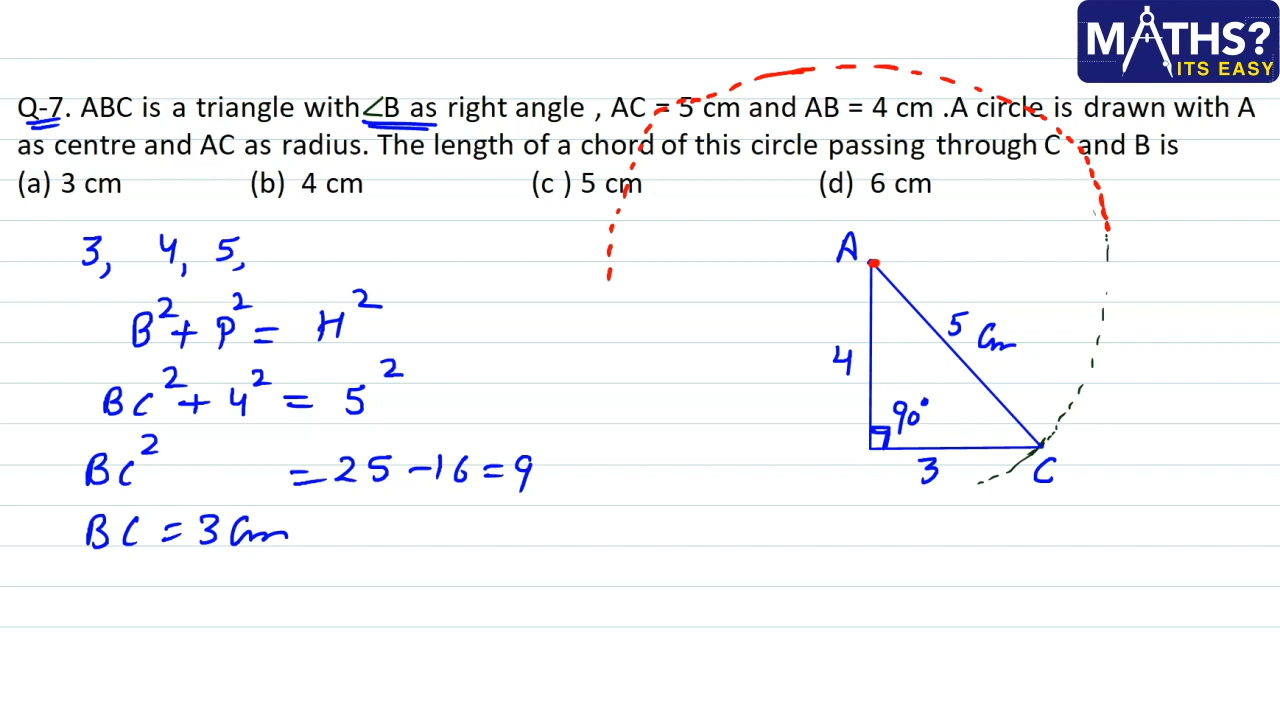 MATHS?
ITS EASY
Q-7. ABC is a triangle with ∠B as right angle , AC = 5 cm and AB = 4 cm .A circle is drawn with A
as centre and AC as radius. The length of a chord of this circle passing through C and B is
(a) 3 cm (b) 4 cm (c ) 5 cm (d) 6 cm
3, 4, 5,
B² + P² = H²
BC² + 4² = 5²
BC² = 25 - 16 = 9
BC = 3 Cm
A
5 Cm
4
90°
3
C